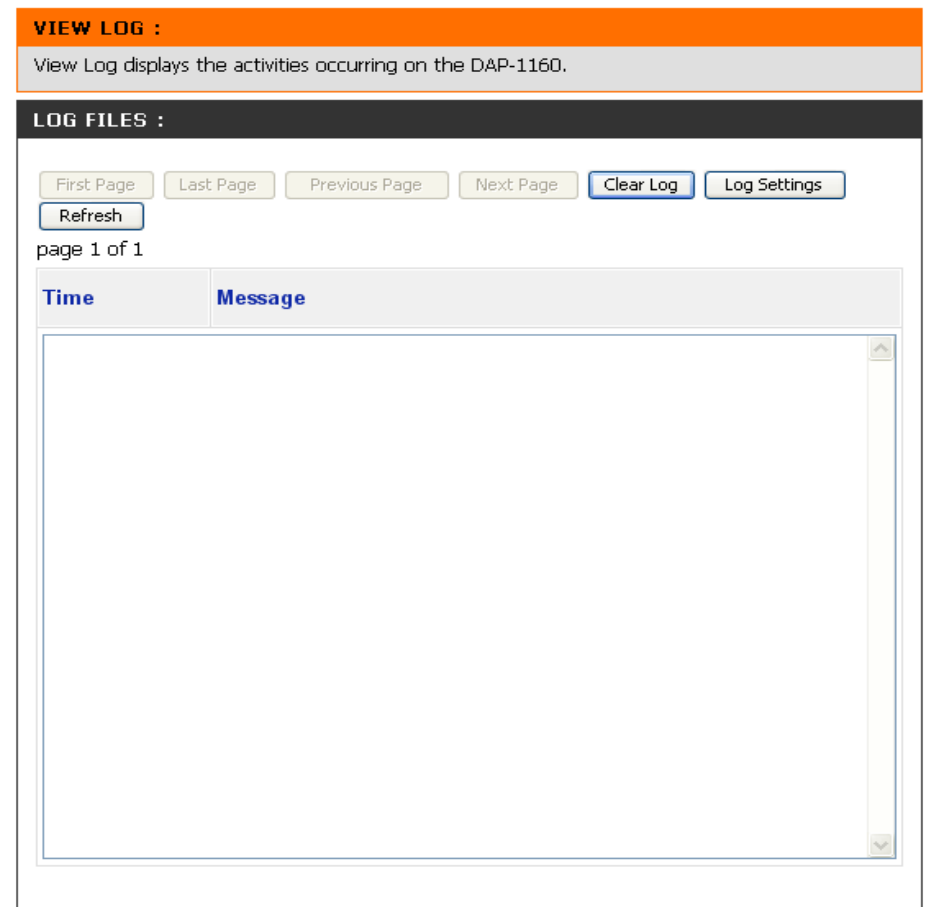 VIEW LOG :
View Log displays the activities occurring on the DAP-1160.
LOG FILES :
First Page Last Page Previous Page Next Page Clear Log Log Settings
Refresh
page 1 of 1
Time Message